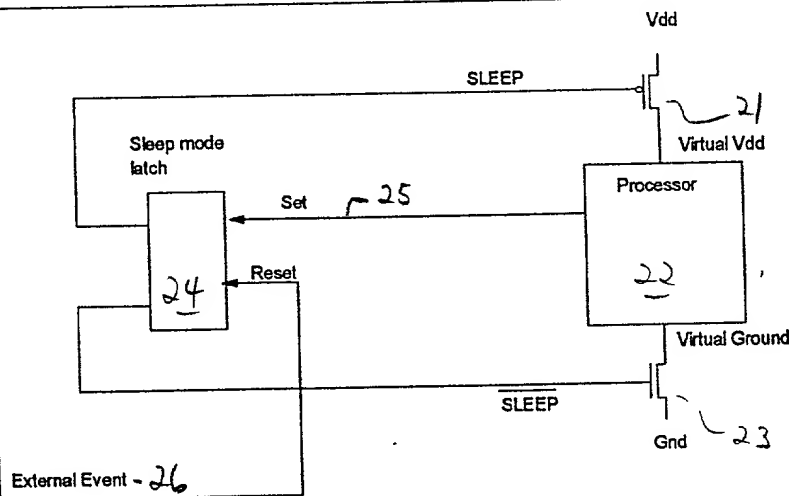 Vdd
SLEEP
21
Sleep mode
latch
Virtual Vdd
Processor
Set
25
24
Reset
22
Virtual Ground
SLEEP
Gnd
23
External Event - 26